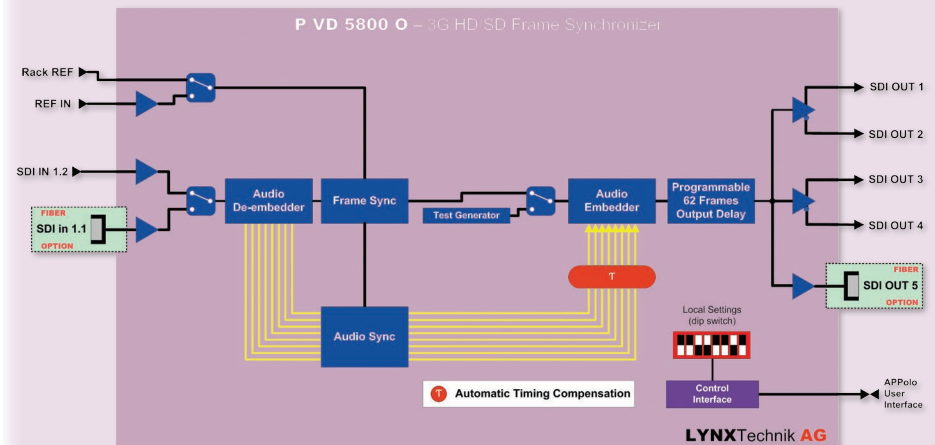 P VD 5800 O – 3G HD SD Frame Synchronizer
Rack REF
REF IN
SDI IN 1.2
FIBER
SDI in 1.1
OPTION
Audio
De-embedder
Frame Sync
Test Generator
Audio
Embedder
Programmable
62 Frames
Output Delay
SDI OUT 1
SDI OUT 2
SDI OUT 3
SDI OUT 4
FIBER
SDI OUT 5
OPTION
τ
Audio Sync
Local Settings
(dip switch)
τ Automatic Timing Compensation
Control
Interface
APPolo
User
Interface
LYNXTechnik AG